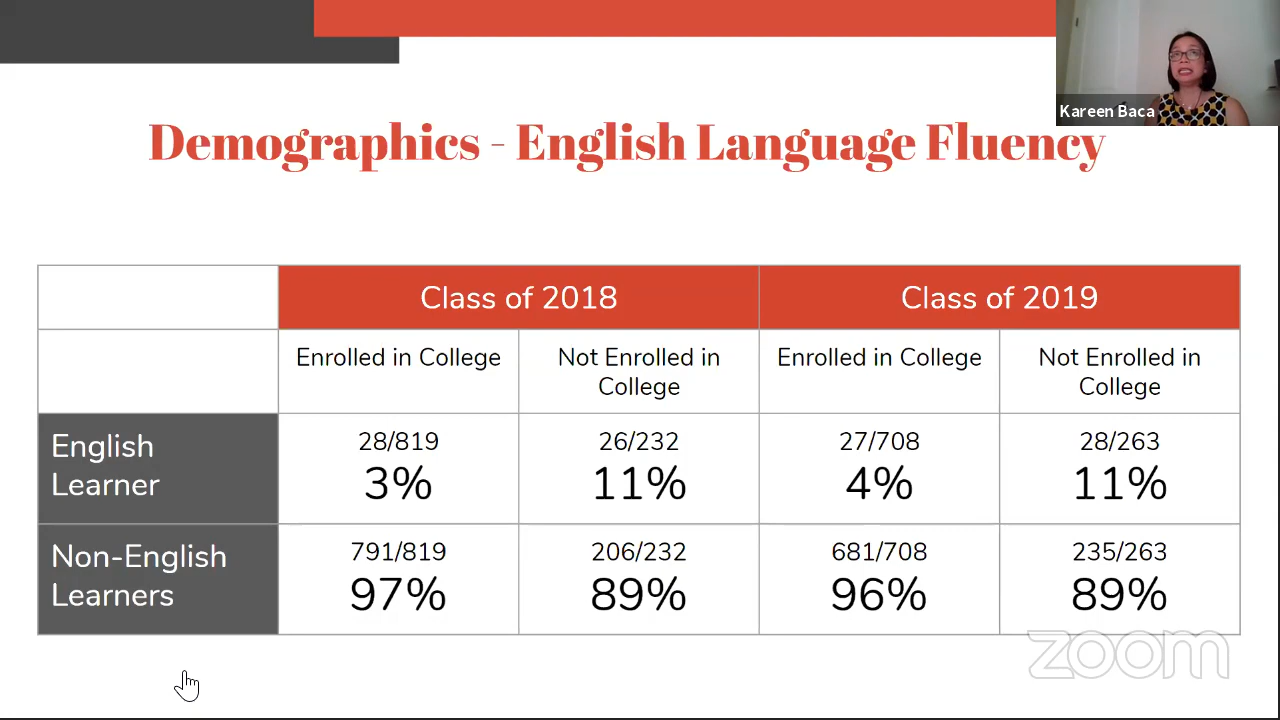 Kareen Baca
Demographics - English Language Fluency
Class of 2018
Class of 2019
Enrolled in College
Not Enrolled in
College
Enrolled in College
Not Enrolled in
College
English
Learner
28/819
3%
26/232
11%
27/708
4%
28/263
11%
Non-English
Learners
791/819
97%
206/232
89%
681/708
96%
235/263
89%
zoom